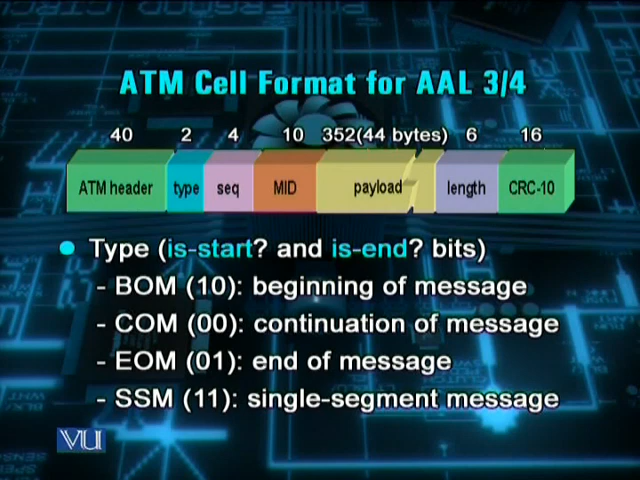 ATM Cell Format for AAL 3/4
40 2 4 10 352(44 bytes) 6 16
ATM header type seq MID payload length CRC-10
Type (is-start? and is-end? bits)
- BOM (10): beginning of message
- COM (00): continuation of message
- EOM (01): end of message
- SSM (11): single-segment message
VU